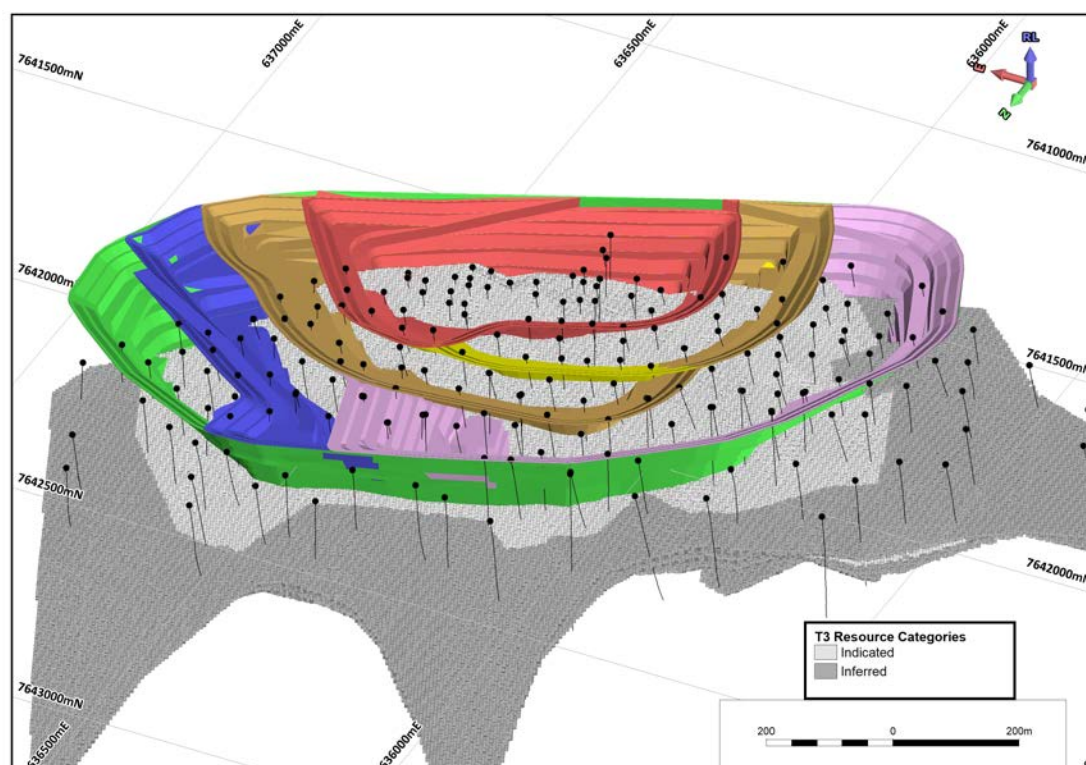 637000mE
636500mE
636000mE
RL
E
N
7641500mN
7641000mN
7642000mN
7641500mN
7642500mN
7642000mN
7643000mN
636500mE
636000mE
T3 Resource Categories
Indicated
Inferred
200 0 200m